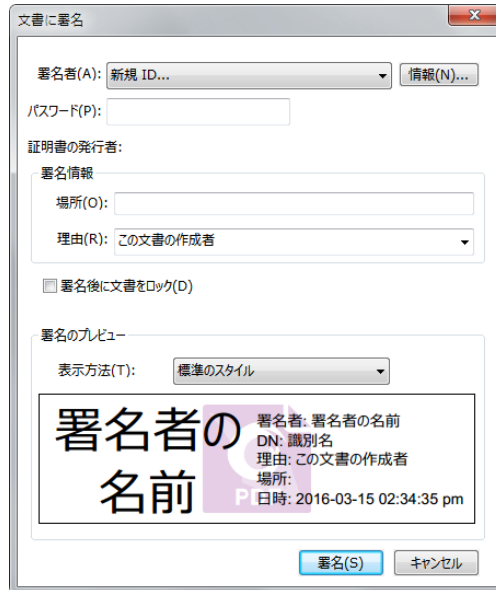 文書に署名
署名者(A): 新規 ID... 情報(N)...
パスワード(P):
証明書の発行者:
署名情報
場所(O):
理由(R): この文書の作成者
署名後に文書をロック(D)
署名のプレビュー
表示方法(T): 標準のスタイル
署名者の
名前
署名者: 署名者の名前
DN: 識別名
理由: この文書の作成者
場所:
日時: 2016-03-15 02:34:35 pm
PD
署名(S) キャンセル